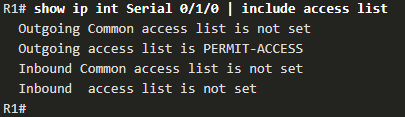 R1# show ip int Serial 0/1/0 | include access list
Outgoing Common access list is not set
Outgoing access list is PERMIT-ACCESS
Inbound Common access list is not set
Inbound  access list is not set
R1#